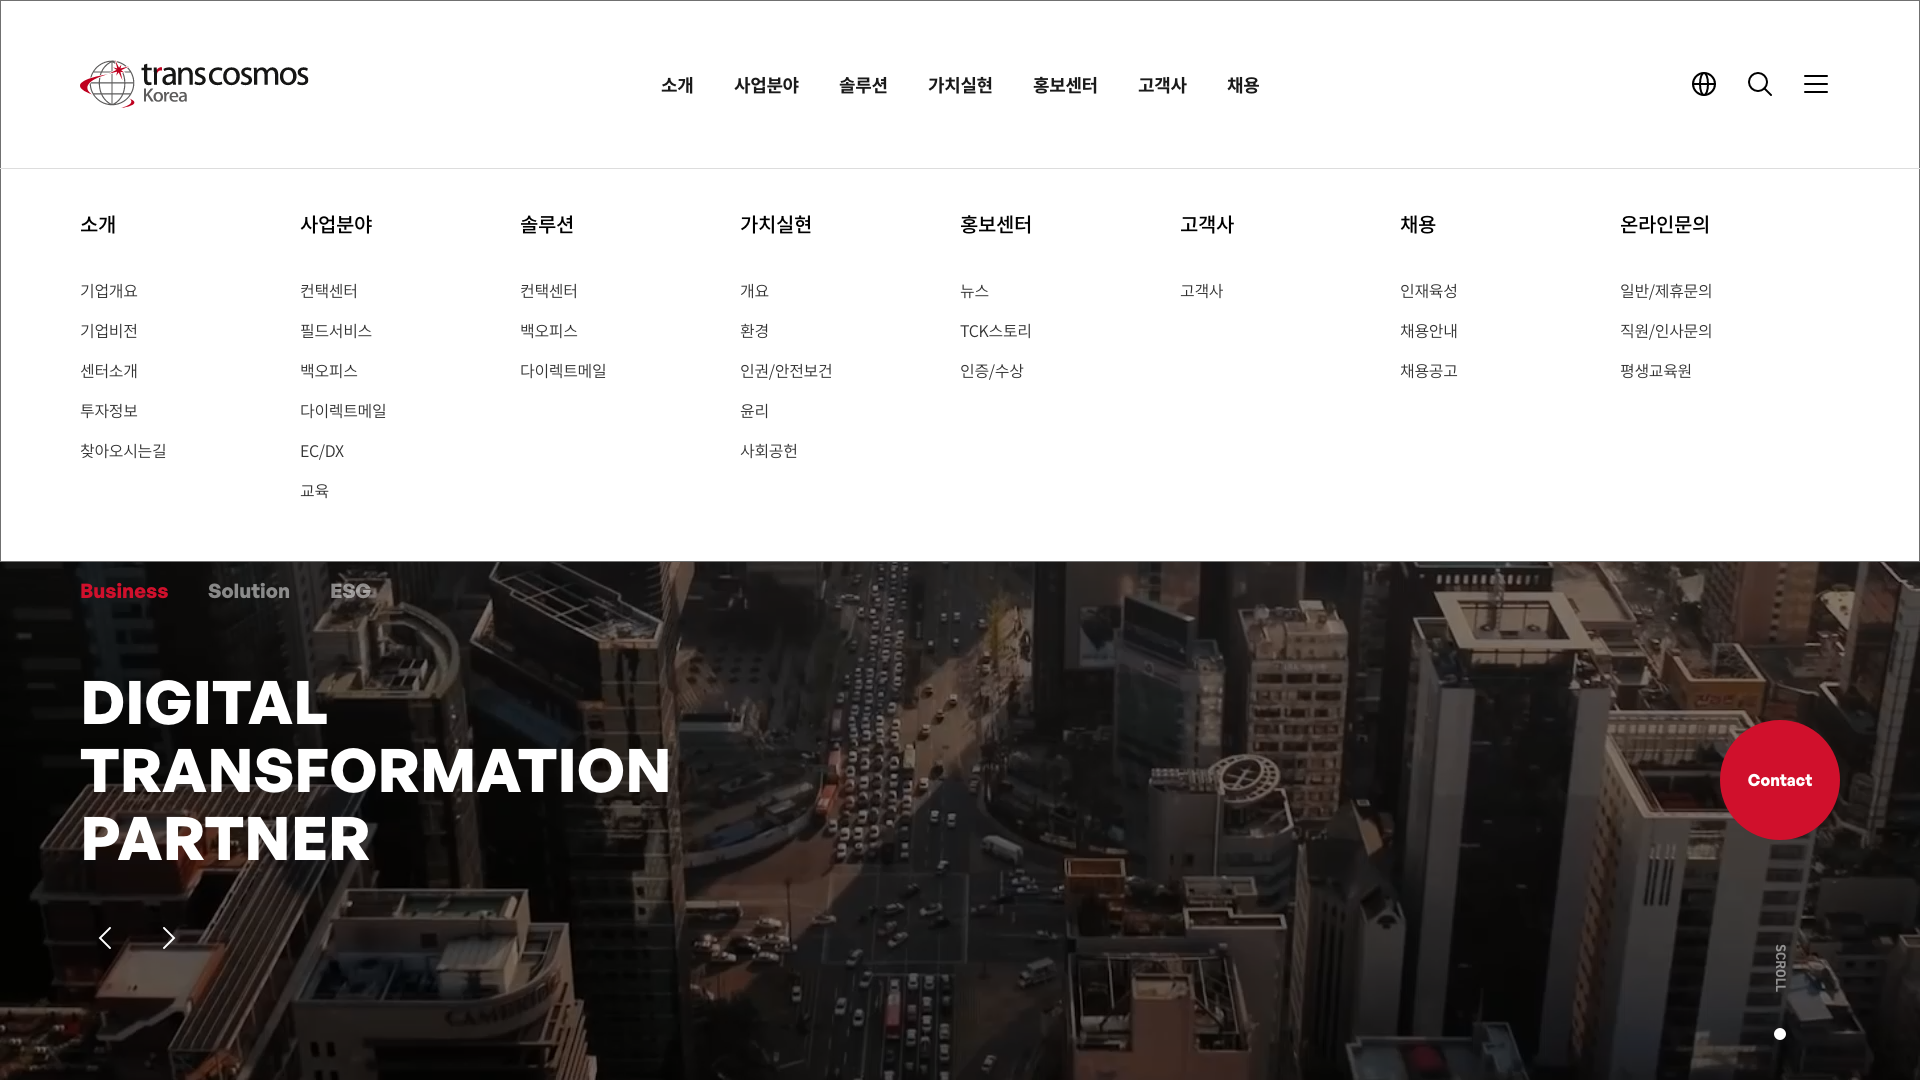 transcosmos
Korea
소개 사업분야 솔루션 가치실현 홍보센터 고객사 채용
소개
기업개요
기업비전
센터소개
투자정보
찾아오시는길
사업분야
컨택센터
필드서비스
백오피스
다이렉트메일
EC/DX
교육
솔루션
컨택센터
백오피스
다이렉트메일
가치실현
개요
환경
인권/안전보건
윤리
사회공헌
홍보센터
뉴스
TCK스토리
인증/수상
고객사
고객사
채용
인재육성
채용안내
채용공고
온라인문의
일반/제휴문의
직원/인사문의
평생교육원
Business Solution ESG
DIGITAL
TRANSFORMATION
PARTNER
Contact
SCROLL